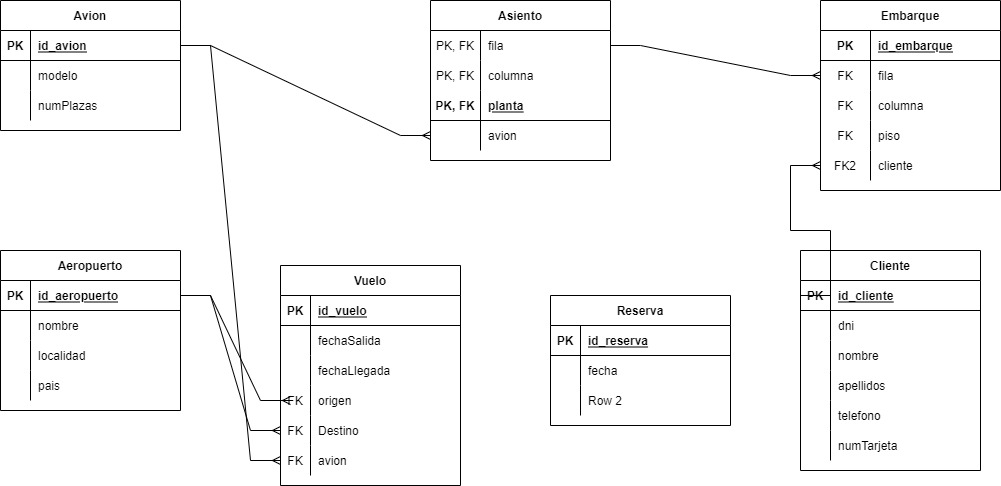 Avion
PK id_avion
modelo
numPlazas
Asiento
PK, FK fila
PK, FK columna
PK, FK planta
avion
Embarque
PK id_embarque
FK fila
FK columna
FK piso
FK2 cliente
Aeropuerto
PK id_aeropuerto
nombre
localidad
pais
Vuelo
PK id_vuelo
fechaSalida
fechaLlegada
FK origen
FK Destino
FK avion
Reserva
PK id_reserva
fecha
Row 2
Cliente
PK id_cliente
dni
nombre
apellidos
telefono
numTarjeta